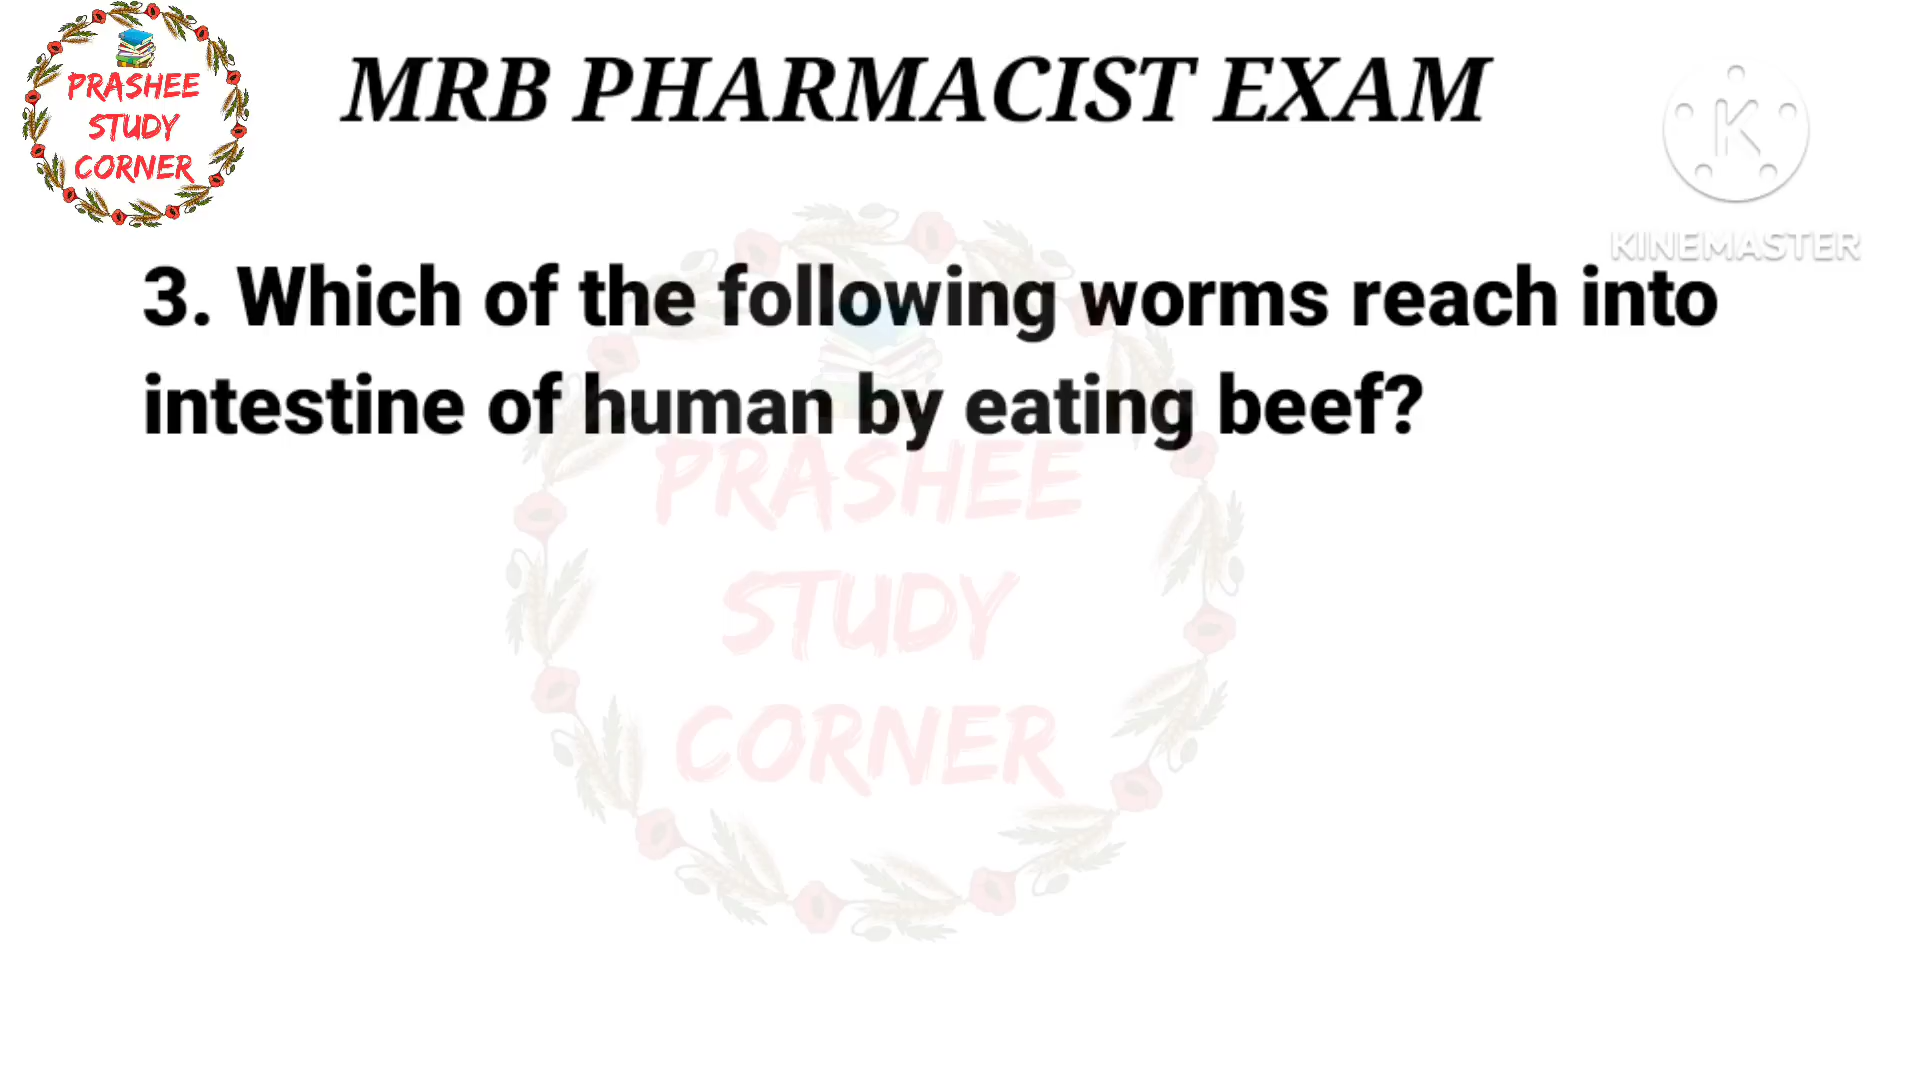 PRASHEE
STUDY
CORNER
MRB PHARMACIST EXAM
K
KINEMASTER
3. Which of the following worms reach into
intestine of human by eating beef?
PRASHEE
STUDY
CORNER